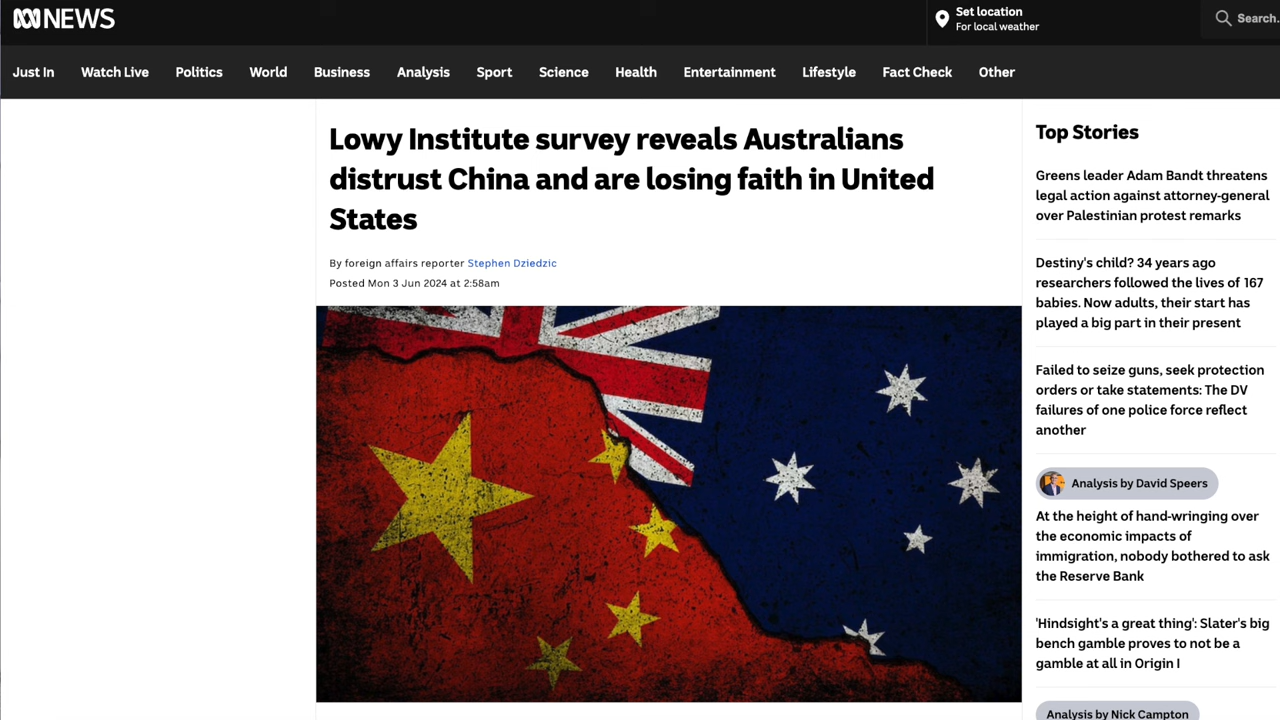 NEWS
Set location
For local weather
Search.
Just In
Watch Live
Politics
World
Business
Analysis
Sport
Science
Health
Entertainment
Lifestyle
Fact Check
Other
Lowy Institute survey reveals Australians
distrust China and are losing faith in United
States
By foreign affairs reporter Stephen Dziedzic
Posted Mon 3 Jun 2024 at 2:58am
Top Stories
Greens leader Adam Bandt threatens
legal action against attorney-general
over Palestinian protest remarks
Destiny's child? 34 years ago
researchers followed the lives of 167
babies. Now adults, their start has
played a big part in their present
Failed to seize guns, seek protection
orders or take statements: The DV
failures of one police force reflect
another
Analysis by David Speers
At the height of hand-wringing over
the economic impacts of
immigration, nobody bothered to ask
the Reserve Bank
'Hindsight's a great thing': Slater's big
bench gamble proves to not be a
gamble at all in Origin I
Analysis by Nick Campton